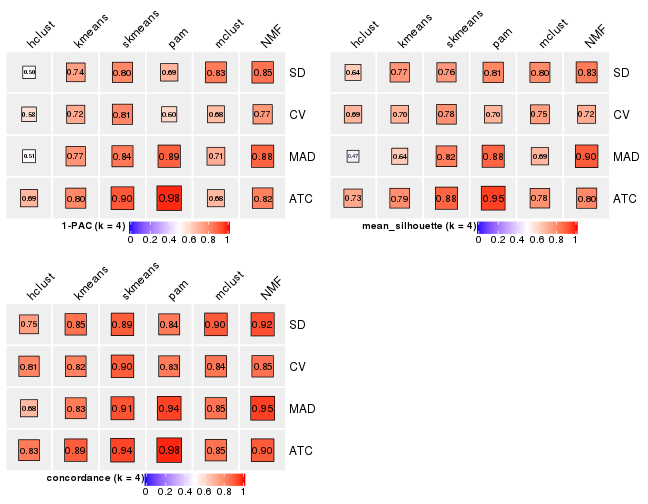 hclust kmeans skmeans pam mclust NMF
0.50 0.74 0.80 0.69 0.83 0.85 SD
0.58 0.72 0.81 0.60 0.68 0.77 CV
0.51 0.77 0.84 0.89 0.71 0.88 MAD
0.69 0.80 0.90 0.98 0.68 0.82 ATC
1-PAC (k = 4)
0 0.2 0.4 0.6 0.8 1
hclust kmeans skmeans pam mclust NMF
0.64 0.77 0.76 0.81 0.80 0.83 SD
0.69 0.70 0.78 0.70 0.75 0.72 CV
0.47 0.64 0.82 0.88 0.69 0.90 MAD
0.73 0.79 0.88 0.95 0.78 0.80 ATC
mean_silhouette (k = 4)
0 0.2 0.4 0.6 0.8 1
hclust kmeans skmeans pam mclust NMF
0.75 0.85 0.89 0.84 0.90 0.92 SD
0.81 0.82 0.90 0.83 0.84 0.85 CV
0.68 0.83 0.91 0.94 0.85 0.95 MAD
0.83 0.89 0.94 0.98 0.85 0.90 ATC
concordance (k = 4)
0 0.2 0.4 0.6 0.8 1